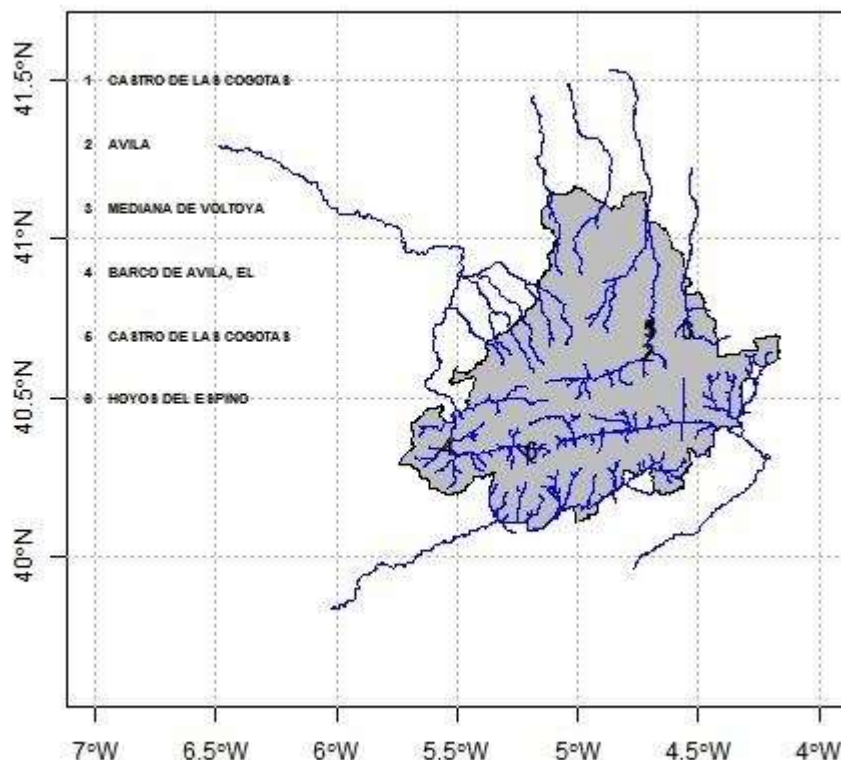 41.5°N
1 CASTRO DE LAS COGOTAS
2 AVILA
3 MEDIANA DE VOLTOYA
41°N
4 BARCO DE AVILA, EL
5 CASTRO DE LAS COGOTAS
40.5°N
6 HOYOS DEL ESPINO
6
40°N
7°W 6.5°W 6°W 5.5°W 5°W 4.5°W 4°W